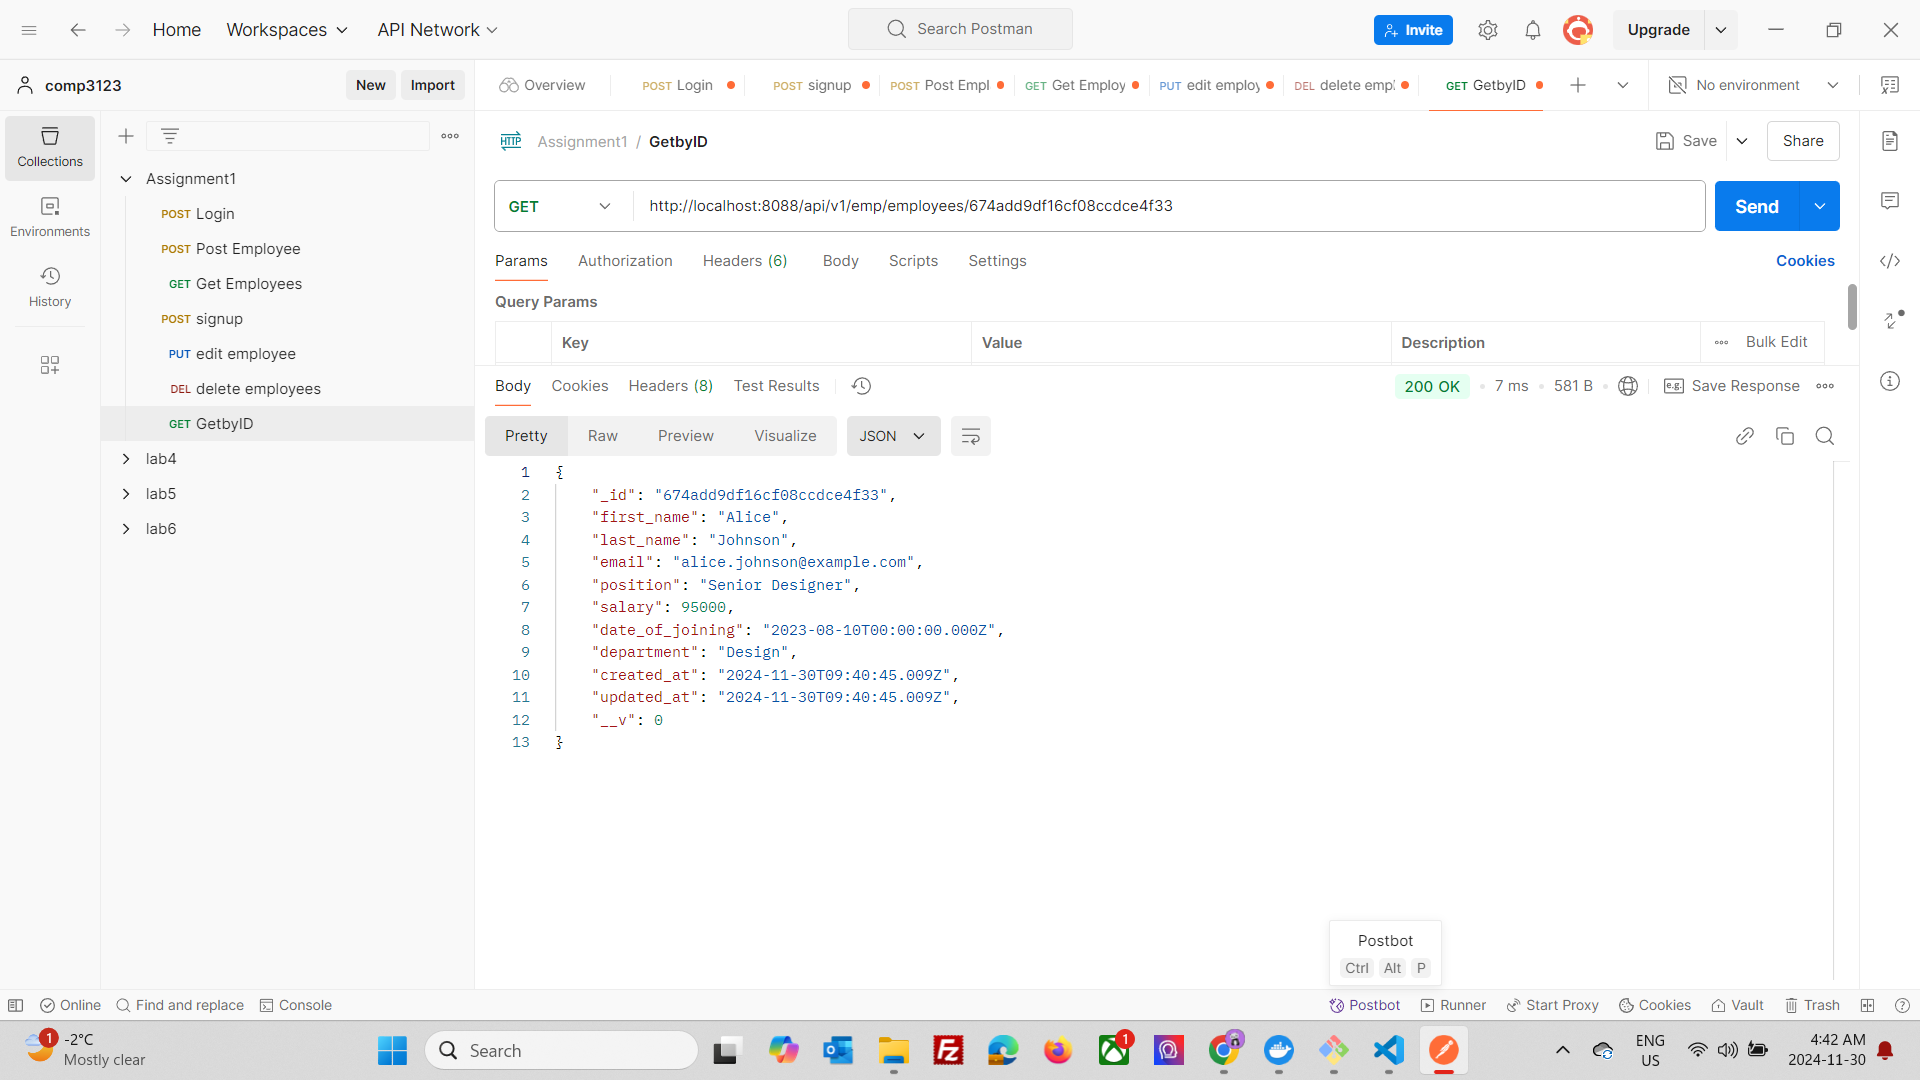 Home Workspaces API Network Search Postman Invite Upgrade
comp3123 New Import Overview POST Login POST signup POST Post Empl GET Get Employ PUT edit employ DEL delete emp GET GetbyID No environment
Collections
Environments
History
Assignment1
POST Login
POST Post Employee
GET Get Employees
POST signup
PUT edit employee
DEL delete employees
GET GetbyID
lab4
lab5
lab6
HTTP Assignment1 / GetbyID Save Share
GET http://localhost:8088/api/v1/emp/employees/674add9df16cf08ccdce4f33 Send
Params Authorization Headers (6) Body Scripts Settings Cookies
Query Params
Key Value Description Bulk Edit
Body Cookies Headers (8) Test Results 200 OK 7 ms 581 B e.g. Save Response
Pretty Raw Preview Visualize JSON
1 {
2 "_id": "674add9df16cf08ccdce4f33",
3 "first_name": "Alice",
4 "last_name": "Johnson",
5 "email": "alice.johnson@example.com",
6 "position": "Senior Designer",
7 "salary": 95000,
8 "date_of_joining": "2023-08-10T00:00:00.000Z",
9 "department": "Design",
10 "created_at": "2024-11-30T09:40:45.009Z",
11 "updated_at": "2024-11-30T09:40:45.009Z",
12 "__v": 0
13 }
Postbot
Ctrl Alt P
Online Find and replace Console Postbot Runner Start Proxy Cookies Vault Trash
1 -2°C
Mostly clear
Search
FZ
1
ENG
US
4:42 AM
2024-11-30